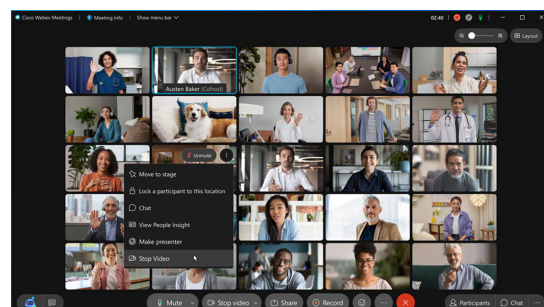 Cisco Webex Meetings
Meeting Info
Show menu bar
02:40
Layout
Austen Baker (Cohost)
Unmute
Move to stage
Lock a participant to this location
Chat
View People Insight
Make presenter
Stop Video
Mute
Stop video
Share
Record
Participants
Chat